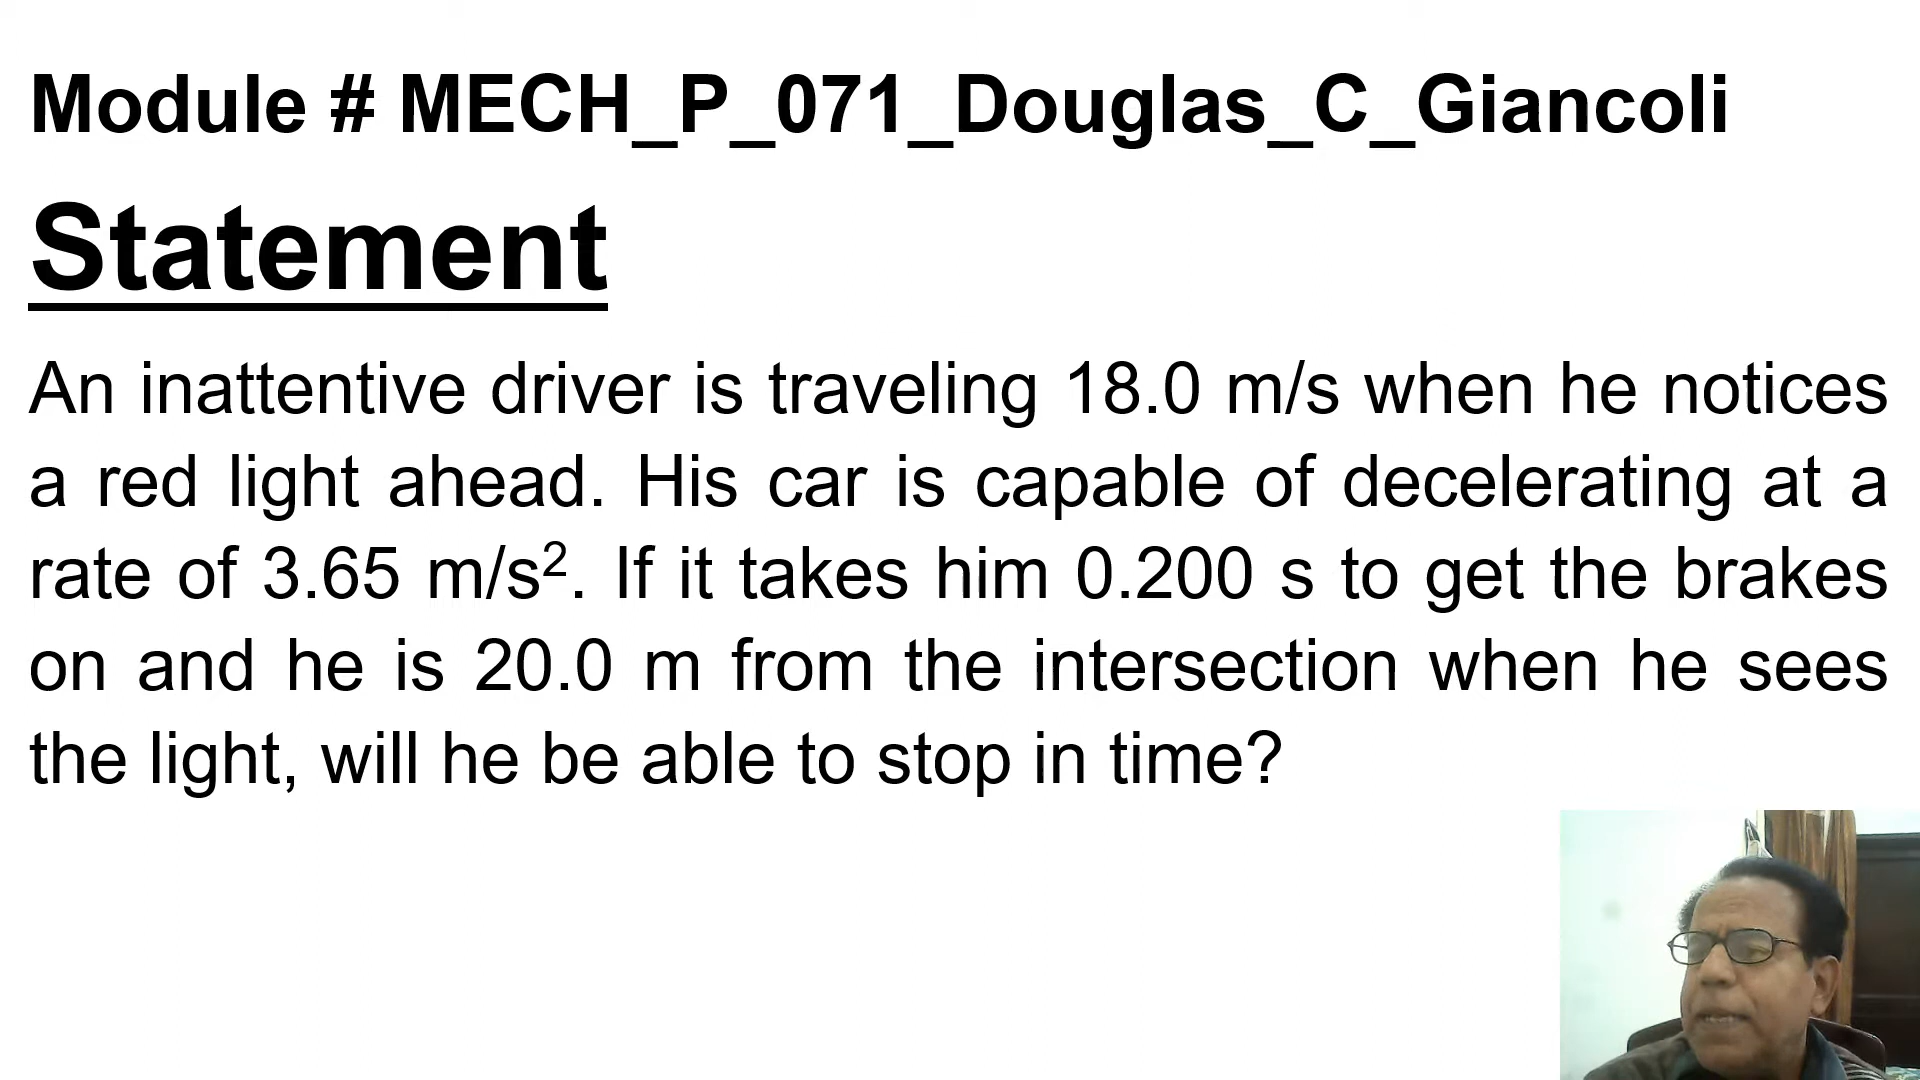 Module # MECH_P_071_Douglas_C_Giancoli
Statement
An inattentive driver is traveling 18.0 m/s when he notices
a red light ahead. His car is capable of decelerating at a
rate of 3.65 m/s². If it takes him 0.200 s to get the brakes
on and he is 20.0 m from the intersection when he sees
the light, will he be able to stop in time?